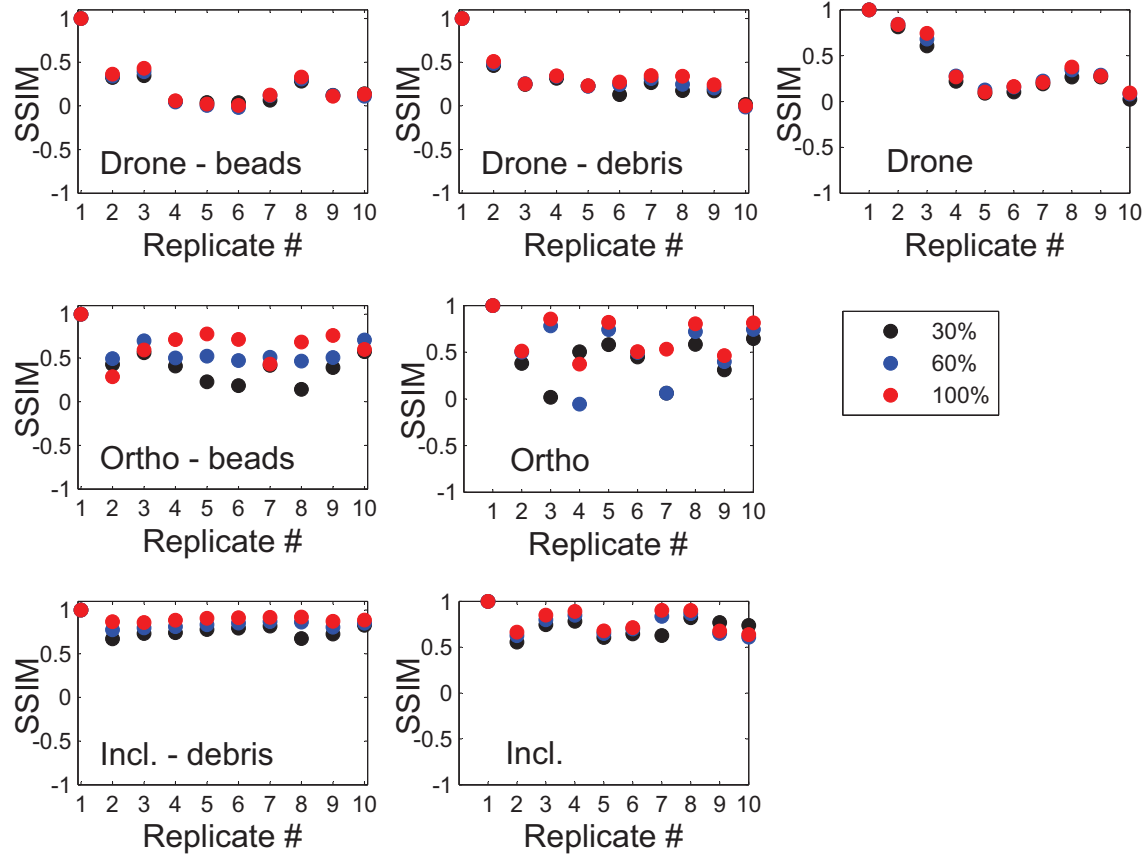 1
0.5
0
0.5
-1
SSIM
Drone - beads
1 2 3 4 5 6 7 8 9 10
Replicate #
1
0.5
0
0.5
-1
SSIM
Drone - debris
1 2 3 4 5 6 7 8 9 10
Replicate #
1
0.5
0
0.5
-1
SSIM
Drone
1 2 3 4 5 6 7 8 9 10
Replicate #
1
0.5
0
-0.5
-1
SSIM
Ortho - beads
1 2 3 4 5 6 7 8 9 10
Replicate #
1
0.5
0
-0.5
-1
SSIM
Ortho
1 2 3 4 5 6 7 8 9 10
Replicate #
30%
60%
100%
1
0.5
0
0.5
-1
SSIM
Incl. - debris
1 2 3 4 5 6 7 8 9 10
Replicate #
1
0.5
0
0.5
-1
SSIM
Incl.
1 2 3 4 5 6 7 8 9 10
Replicate #